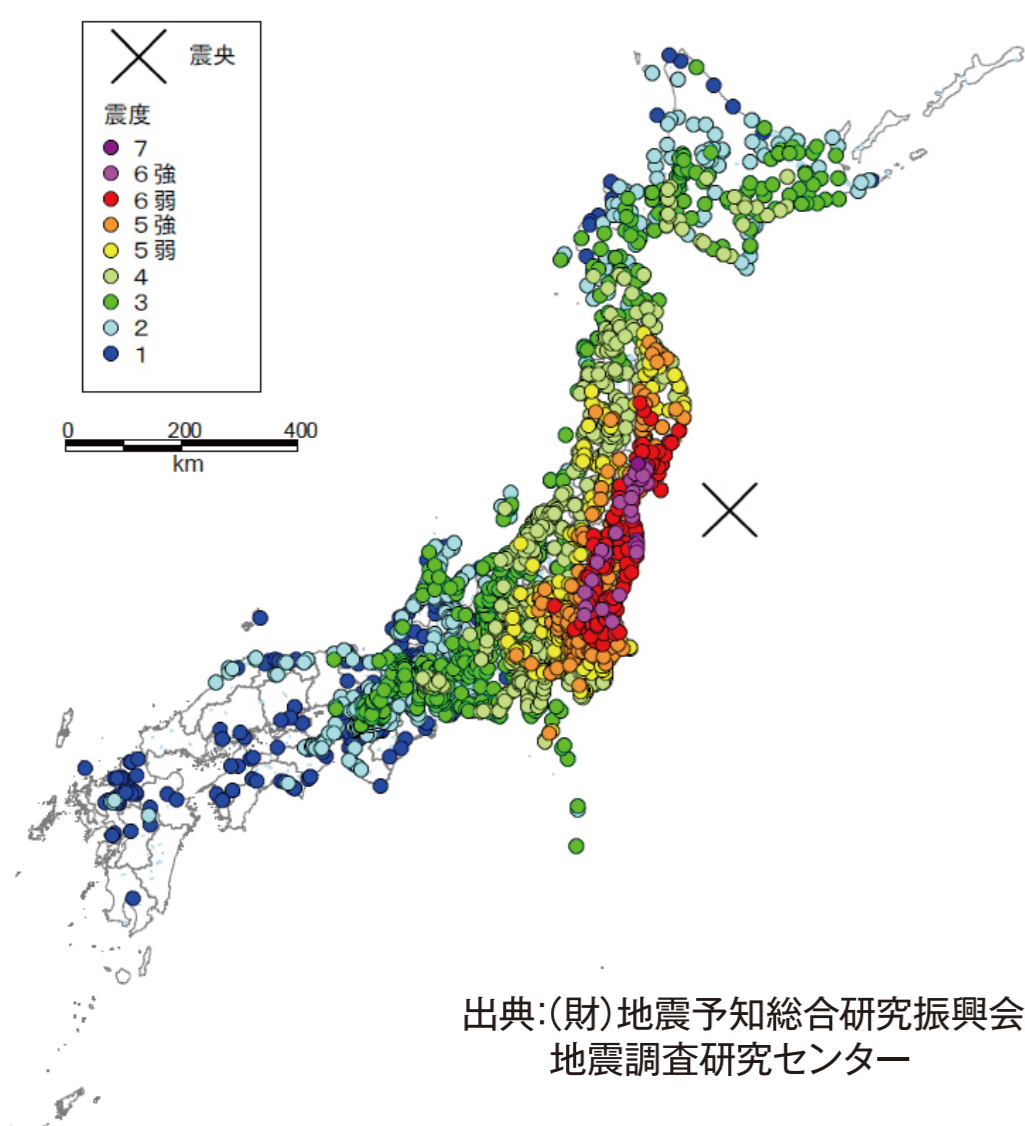 震央
震度
7
6強
6弱
5強
5弱
4
3
2
1
0 200 400
km
出典:(財)地震予知総合研究振興会
地震調査研究センター